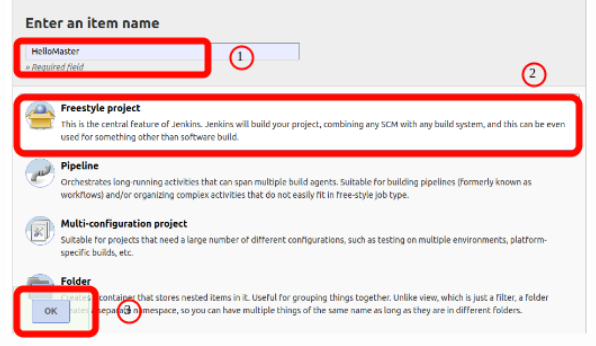 Enter an item name
HelloMaster
» Required field
1
2
Freestyle project
This is the central feature of Jenkins. Jenkins will build your project, combining any SCM with any build system, and this can be even
used for something other than software build.
Pipeline
Orchestrates long-running activities that can span multiple build agents. Suitable for building pipelines (formerly known as
workflows) and/or organizing complex activities that do not easily fit in free-style job type.
Multi-configuration project
Suitable for projects that need a large number of different configurations, such as testing on multiple environments, platform-
specific builds, etc.
Folder
Creates a container that stores nested items in it. Useful for grouping things together. Unlike view, which is just a filter, a folder
creates a separate namespace, so you can have multiple things of the same name as long as they are in different folders.
OK
3